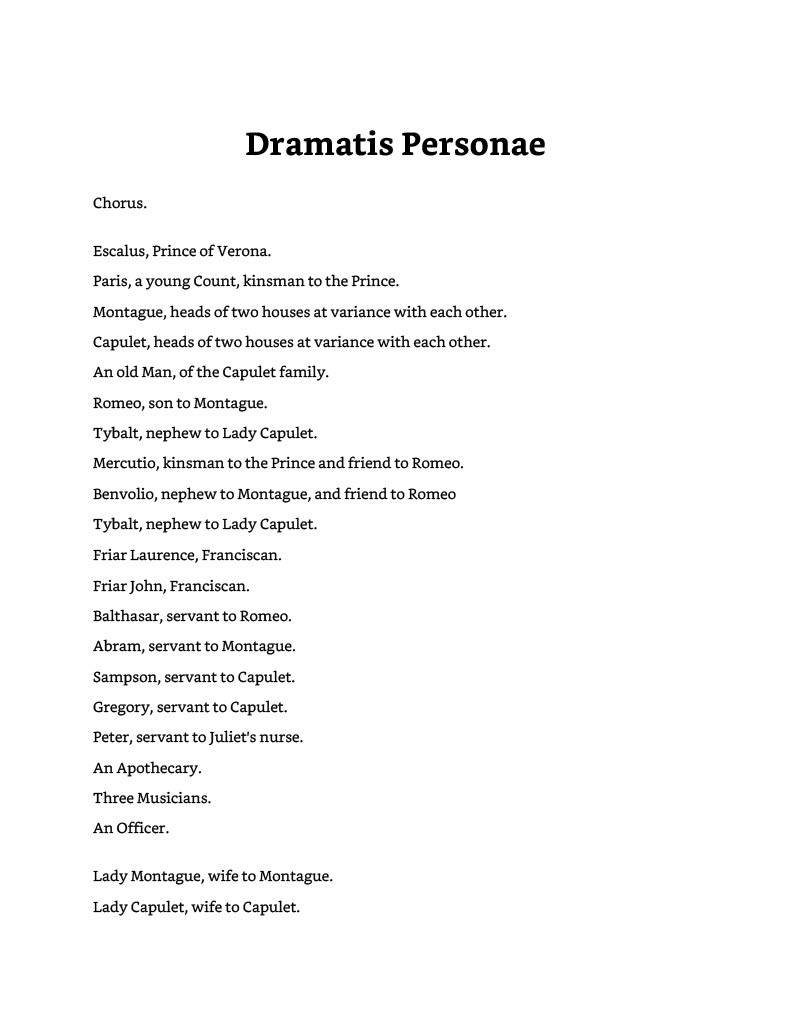 Dramatis Personae
Chorus.
Escalus, Prince of Verona.
Paris, a young Count, kinsman to the Prince.
Montague, heads of two houses at variance with each other.
Capulet, heads of two houses at variance with each other.
An old Man, of the Capulet family.
Romeo, son to Montague.
Tybalt, nephew to Lady Capulet.
Mercutio, kinsman to the Prince and friend to Romeo.
Benvolio, nephew to Montague, and friend to Romeo
Tybalt, nephew to Lady Capulet.
Friar Laurence, Franciscan.
Friar John, Franciscan.
Balthasar, servant to Romeo.
Abram, servant to Montague.
Sampson, servant to Capulet.
Gregory, servant to Capulet.
Peter, servant to Juliet's nurse.
An Apothecary.
Three Musicians.
An Officer.
Lady Montague, wife to Montague.
Lady Capulet, wife to Capulet.